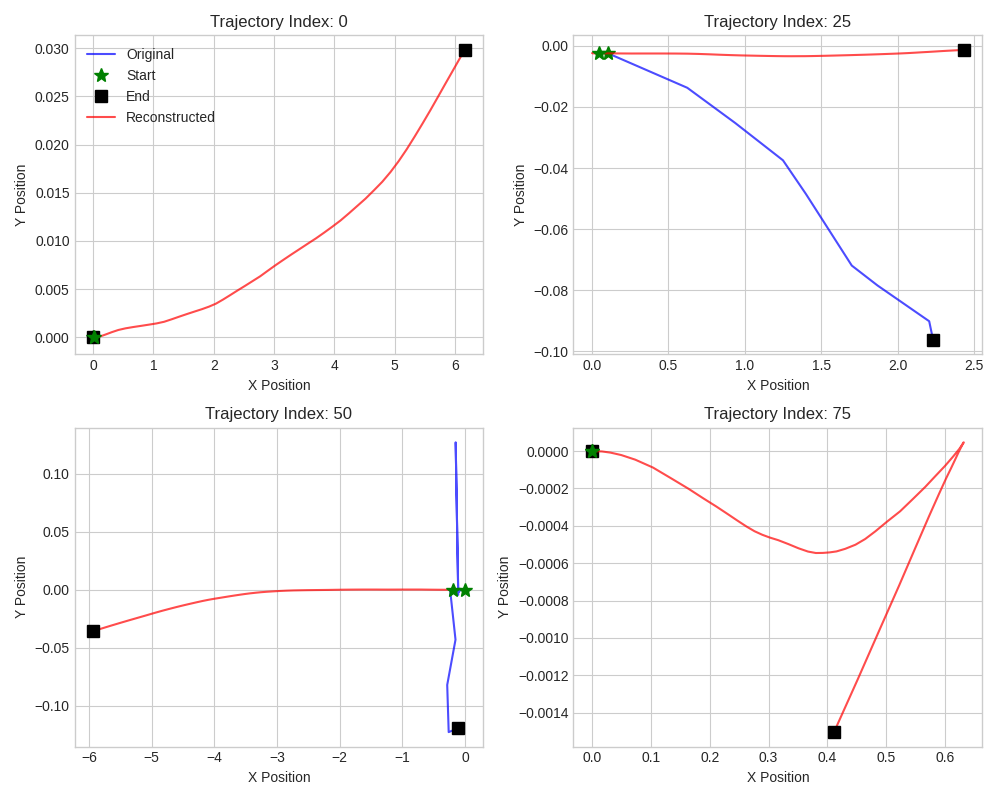 Trajectory Index: 0
Original
Start
End
Reconstructed
0.030
0.025
0.020
0.015
0.010
0.005
0.000
Y Position
0 1 2 3 4 5 6
X Position
Trajectory Index: 25
0.00
−0.02
−0.04
−0.06
−0.08
−0.10
Y Position
0.0 0.5 1.0 1.5 2.0 2.5
X Position
Trajectory Index: 50
0.10
0.05
0.00
−0.05
−0.10
Y Position
−6 −5 −4 −3 −2 −1 0
X Position
Trajectory Index: 75
0.0000
−0.0002
−0.0004
−0.0006
−0.0008
−0.0010
−0.0012
−0.0014
Y Position
0.0 0.1 0.2 0.3 0.4 0.5 0.6
X Position